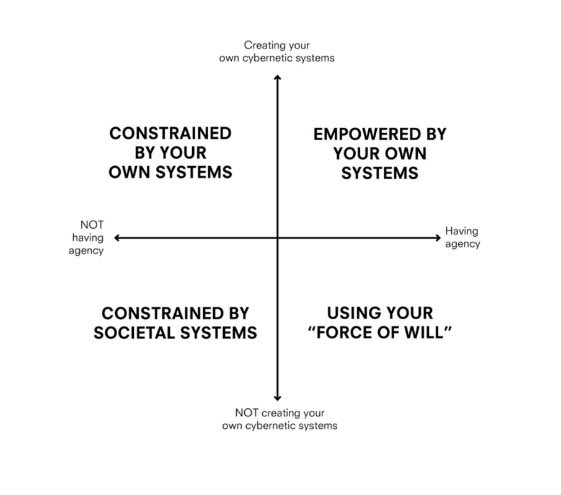 Creating your
own cybernetic systems
CONSTRAINED
BY YOUR
OWN SYSTEMS
EMPOWERED BY
YOUR OWN
SYSTEMS
NOT
having
agency
Having
agency
CONSTRAINED BY
SOCIETAL SYSTEMS
USING YOUR
“FORCE OF WILL”
NOT creating your
own cybernetic systems